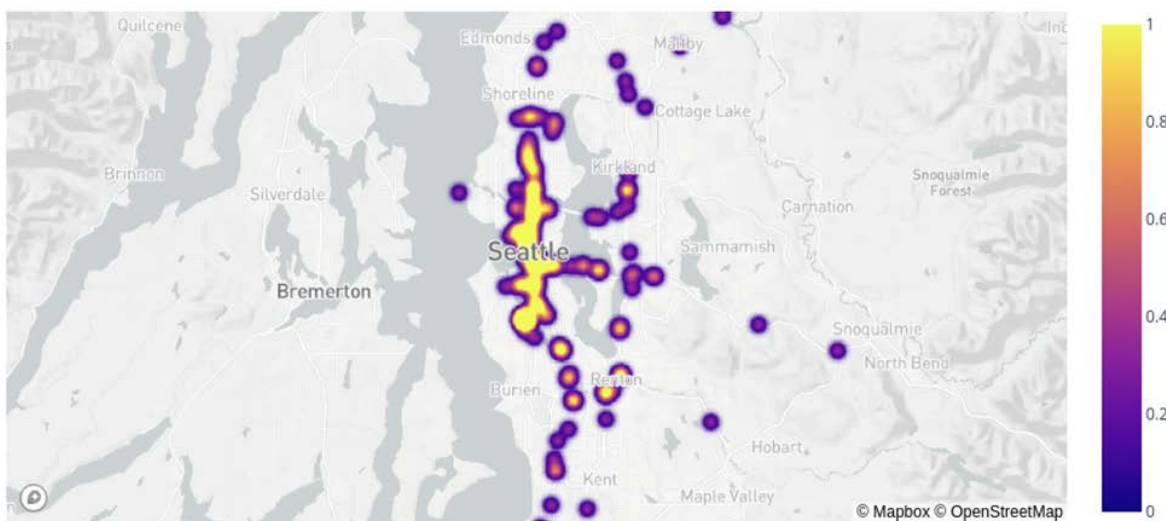 Quilcene
Edmonds
Maltby
Shoreline
Cottage Lake
Brinnon
Silverdale
Kirkland
Snoqualmie
Forest
Carnation
Seattle
Sammamish
Bremerton
Snoqualmie
North Bend
Burien
Renton
Hobart
Kent
Maple Valley
© Mapbox © OpenStreetMap
1
0.8
0.6
0.4
0.2
0